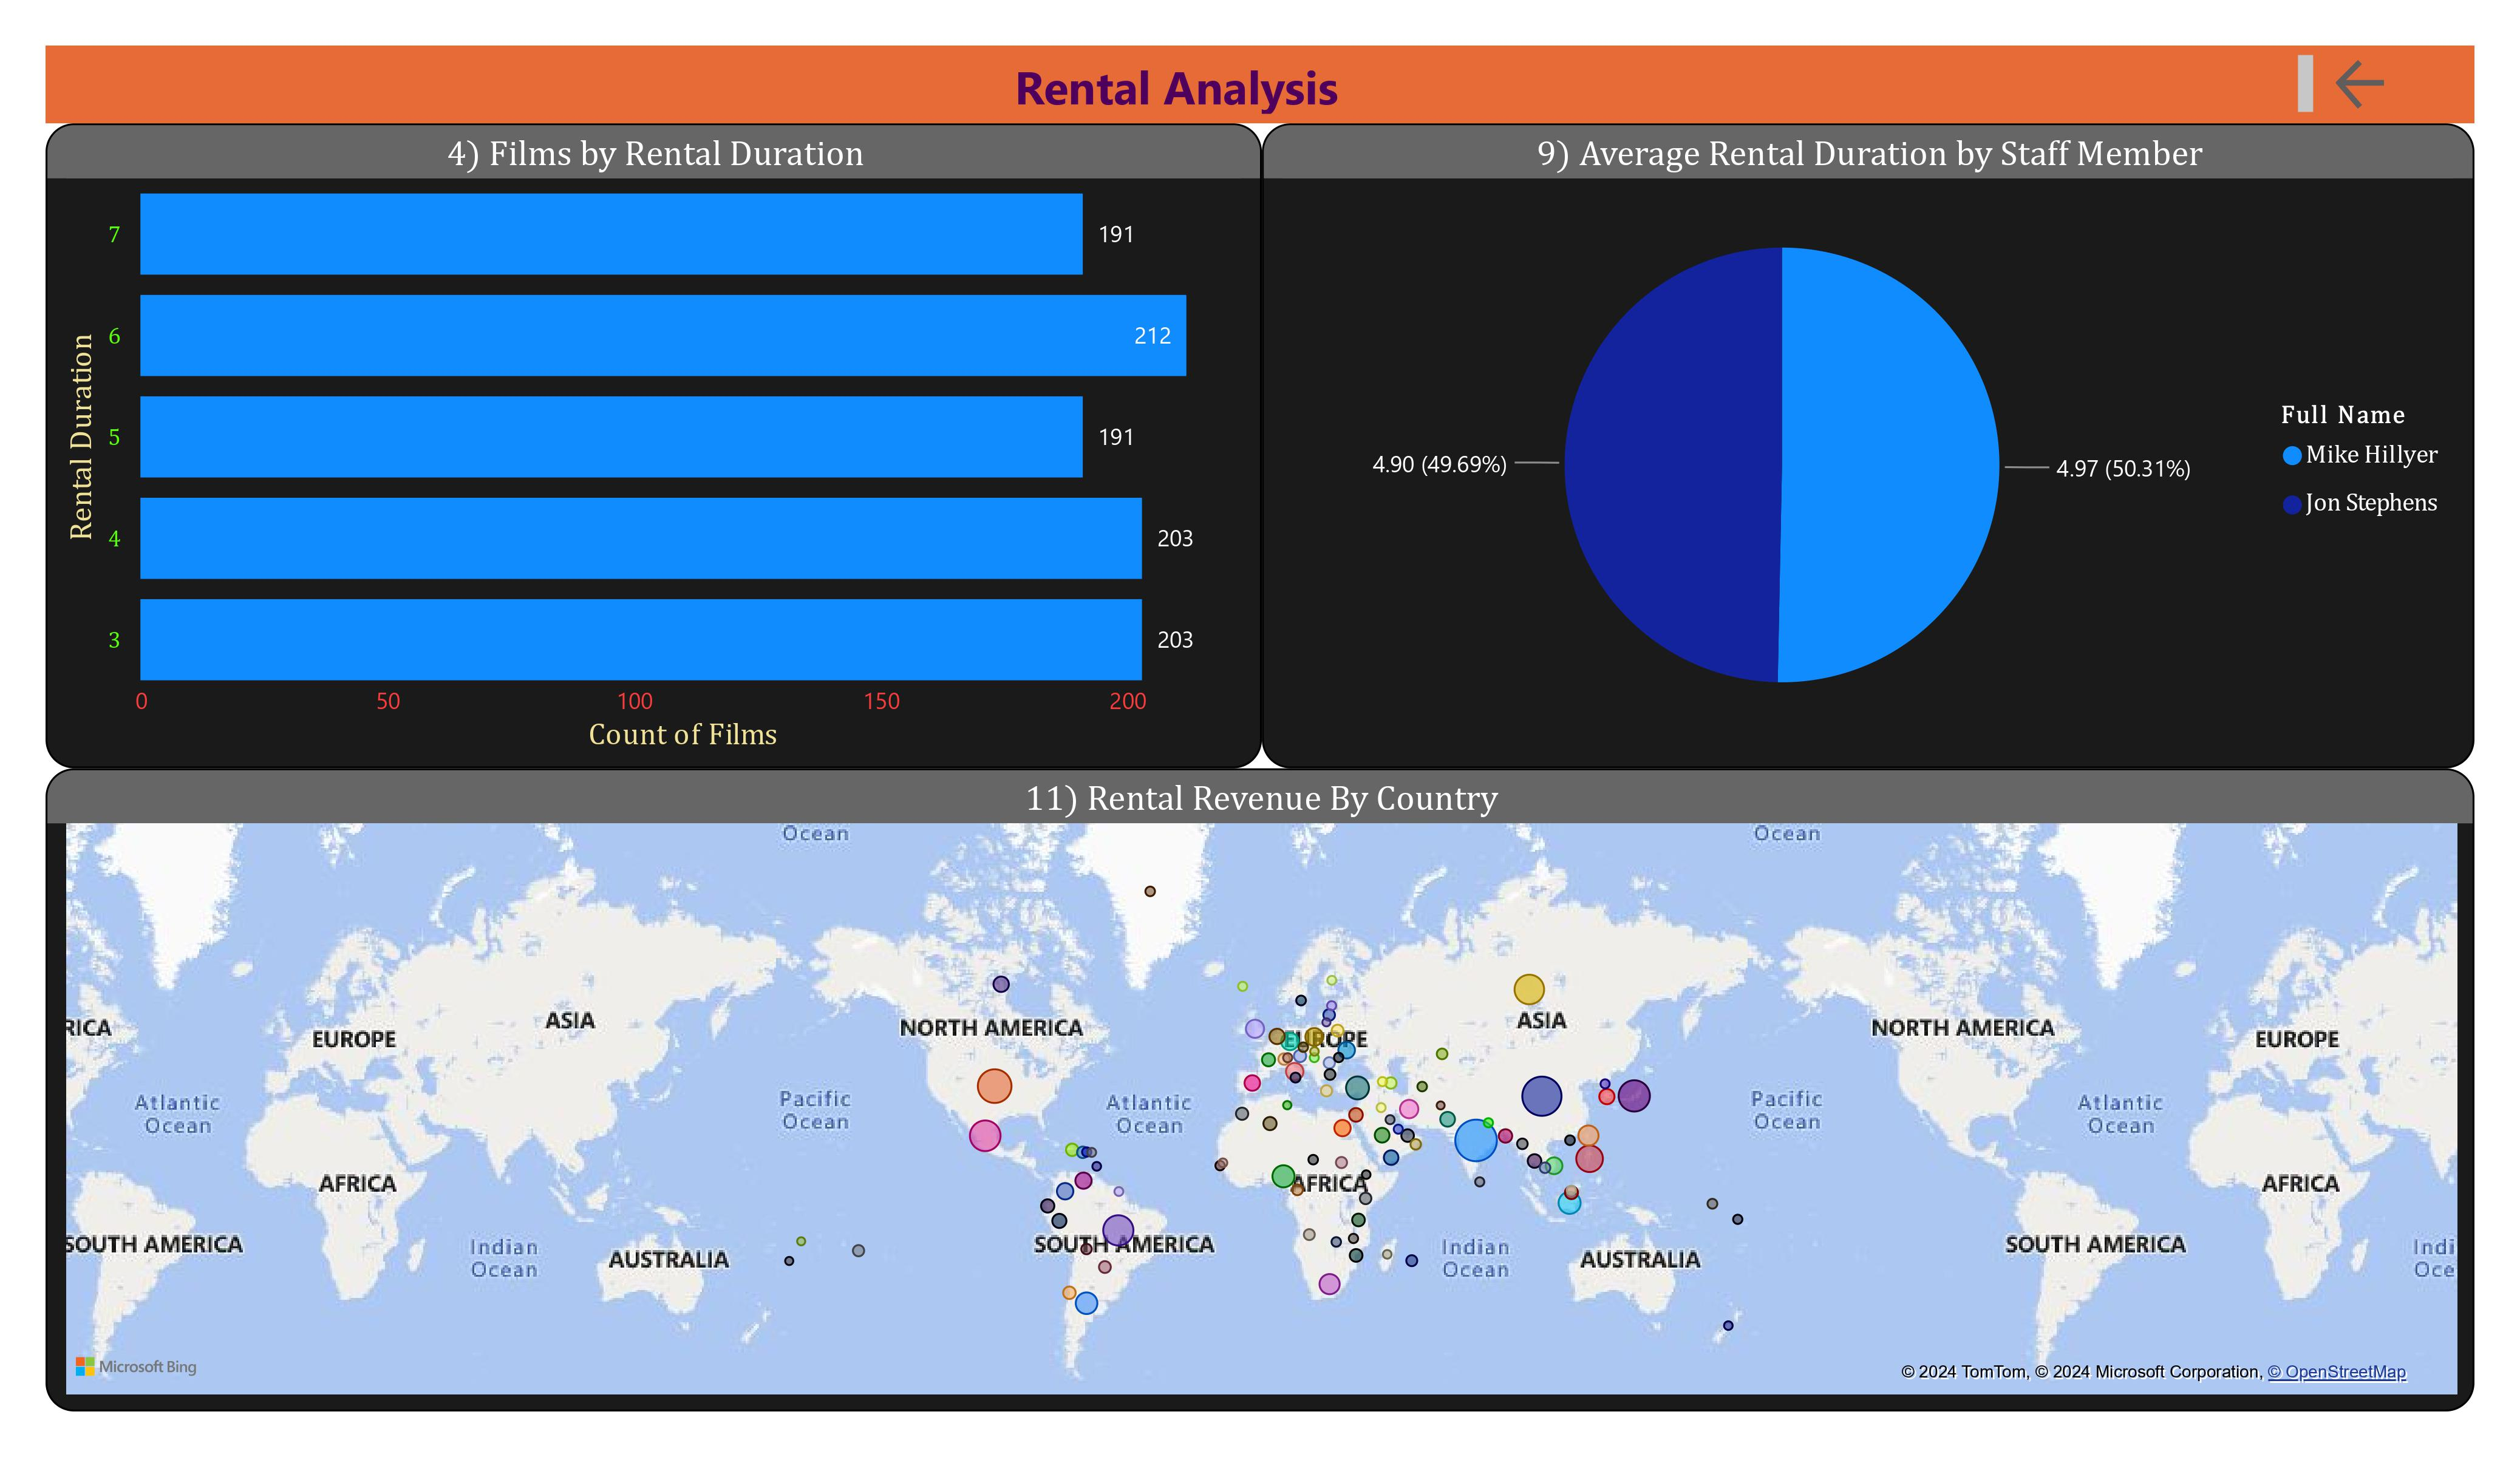 Rental Analysis
4) Films by Rental Duration
Rental Duration
7
191
6
212
5
191
4
203
3
203
0 50 100 150 200
Count of Films
9) Average Rental Duration by Staff Member
4.90 (49.69%)
4.97 (50.31%)
Full Name
Mike Hillyer
Jon Stephens
11) Rental Revenue By Country
Ocean
Ocean
RICA
EUROPE
ASIA
NORTH AMERICA
EUROPE
ASIA
NORTH AMERICA
EUROPE
Atlantic
Ocean
Pacific
Ocean
Atlantic
Ocean
Pacific
Ocean
Atlantic
Ocean
AFRICA
AFRICA
AFRICA
SOUTH AMERICA
Indian
Ocean
AUSTRALIA
SOUTH AMERICA
Indian
Ocean
AUSTRALIA
SOUTH AMERICA
Indi
Oce
Microsoft Bing
© 2024 TomTom, © 2024 Microsoft Corporation, © OpenStreetMap